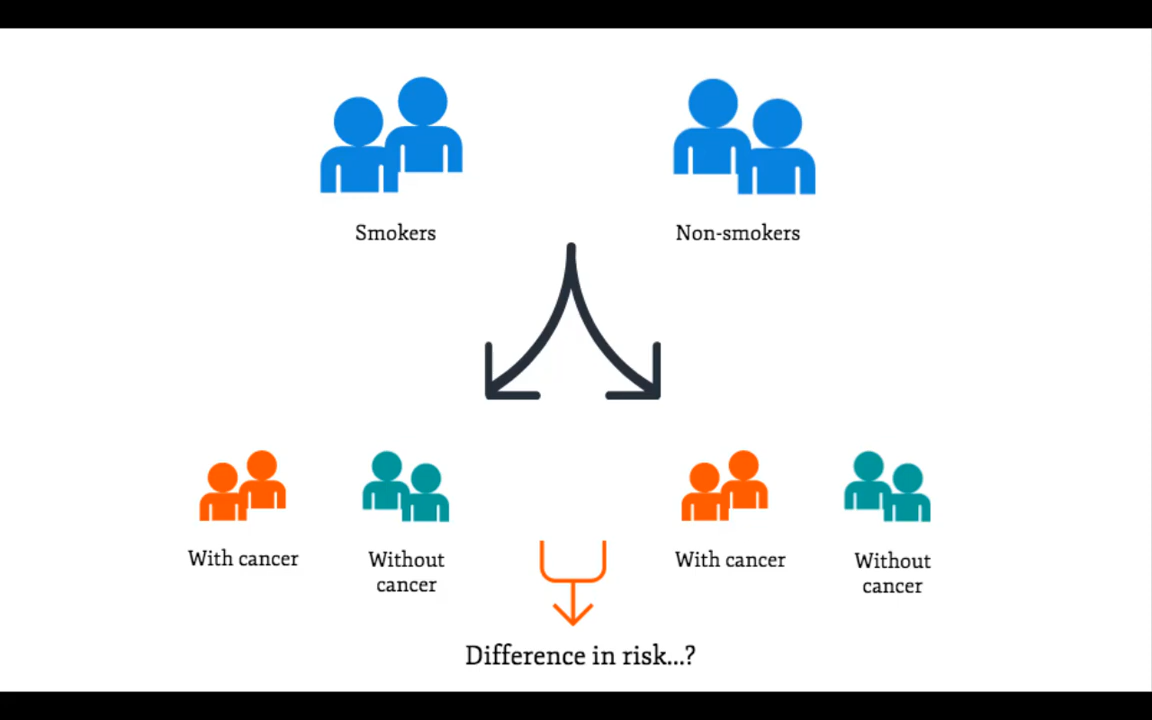 Smokers
Non-smokers
With cancer
Without
cancer
With cancer
Without
cancer
Difference in risk...?